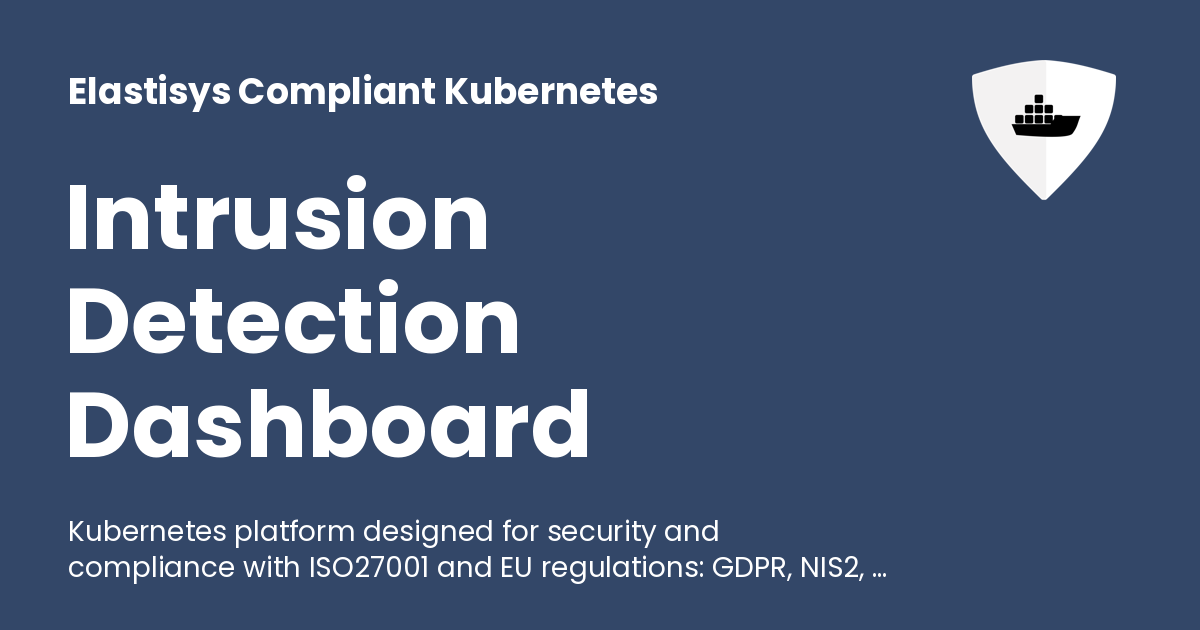 Elastisys Compliant Kubernetes
Intrusion
Detection
Dashboard
Kubernetes platform designed for security and
compliance with ISO27001 and EU regulations: GDPR, NIS2, ...